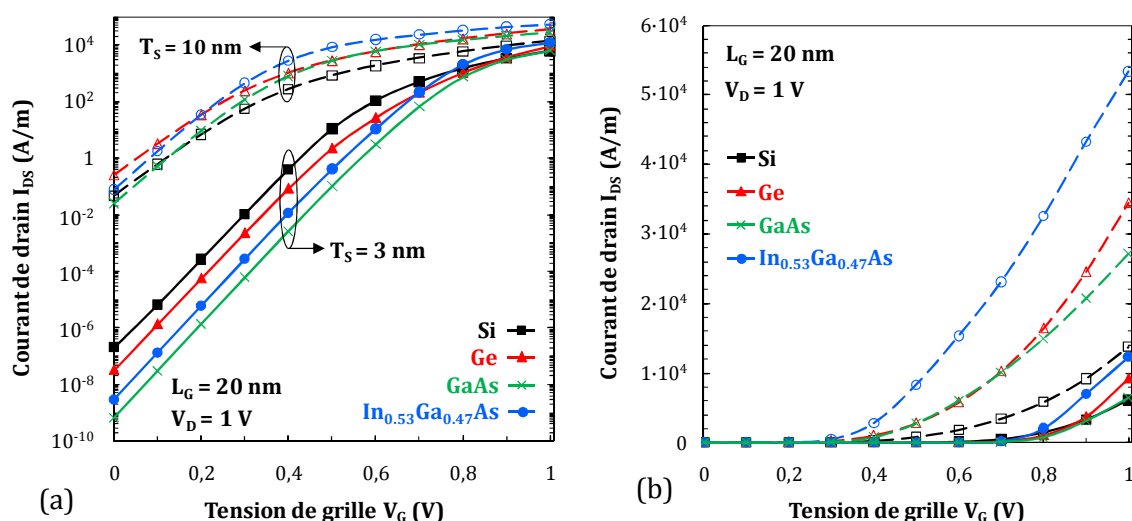 Courant de drain I_DS (A/m)
10^4
10^2
1
10^-2
10^-4
10^-6
10^-8
10^-10
T_S = 10 nm
T_S = 3 nm
Si
Ge
GaAs
In_0.53Ga_0.47As
L_G = 20 nm
V_D = 1 V
0 0,2 0,4 0,6 0,8 1
Tension de grille V_G (V)
(a)
Courant de drain I_DS (A/m)
6·10^4
5·10^4
4·10^4
3·10^4
2·10^4
1·10^4
0
L_G = 20 nm
V_D = 1 V
Si
Ge
GaAs
In_0.53Ga_0.47As
0 0,2 0,4 0,6 0,8 1
Tension de grille V_G (V)
(b)